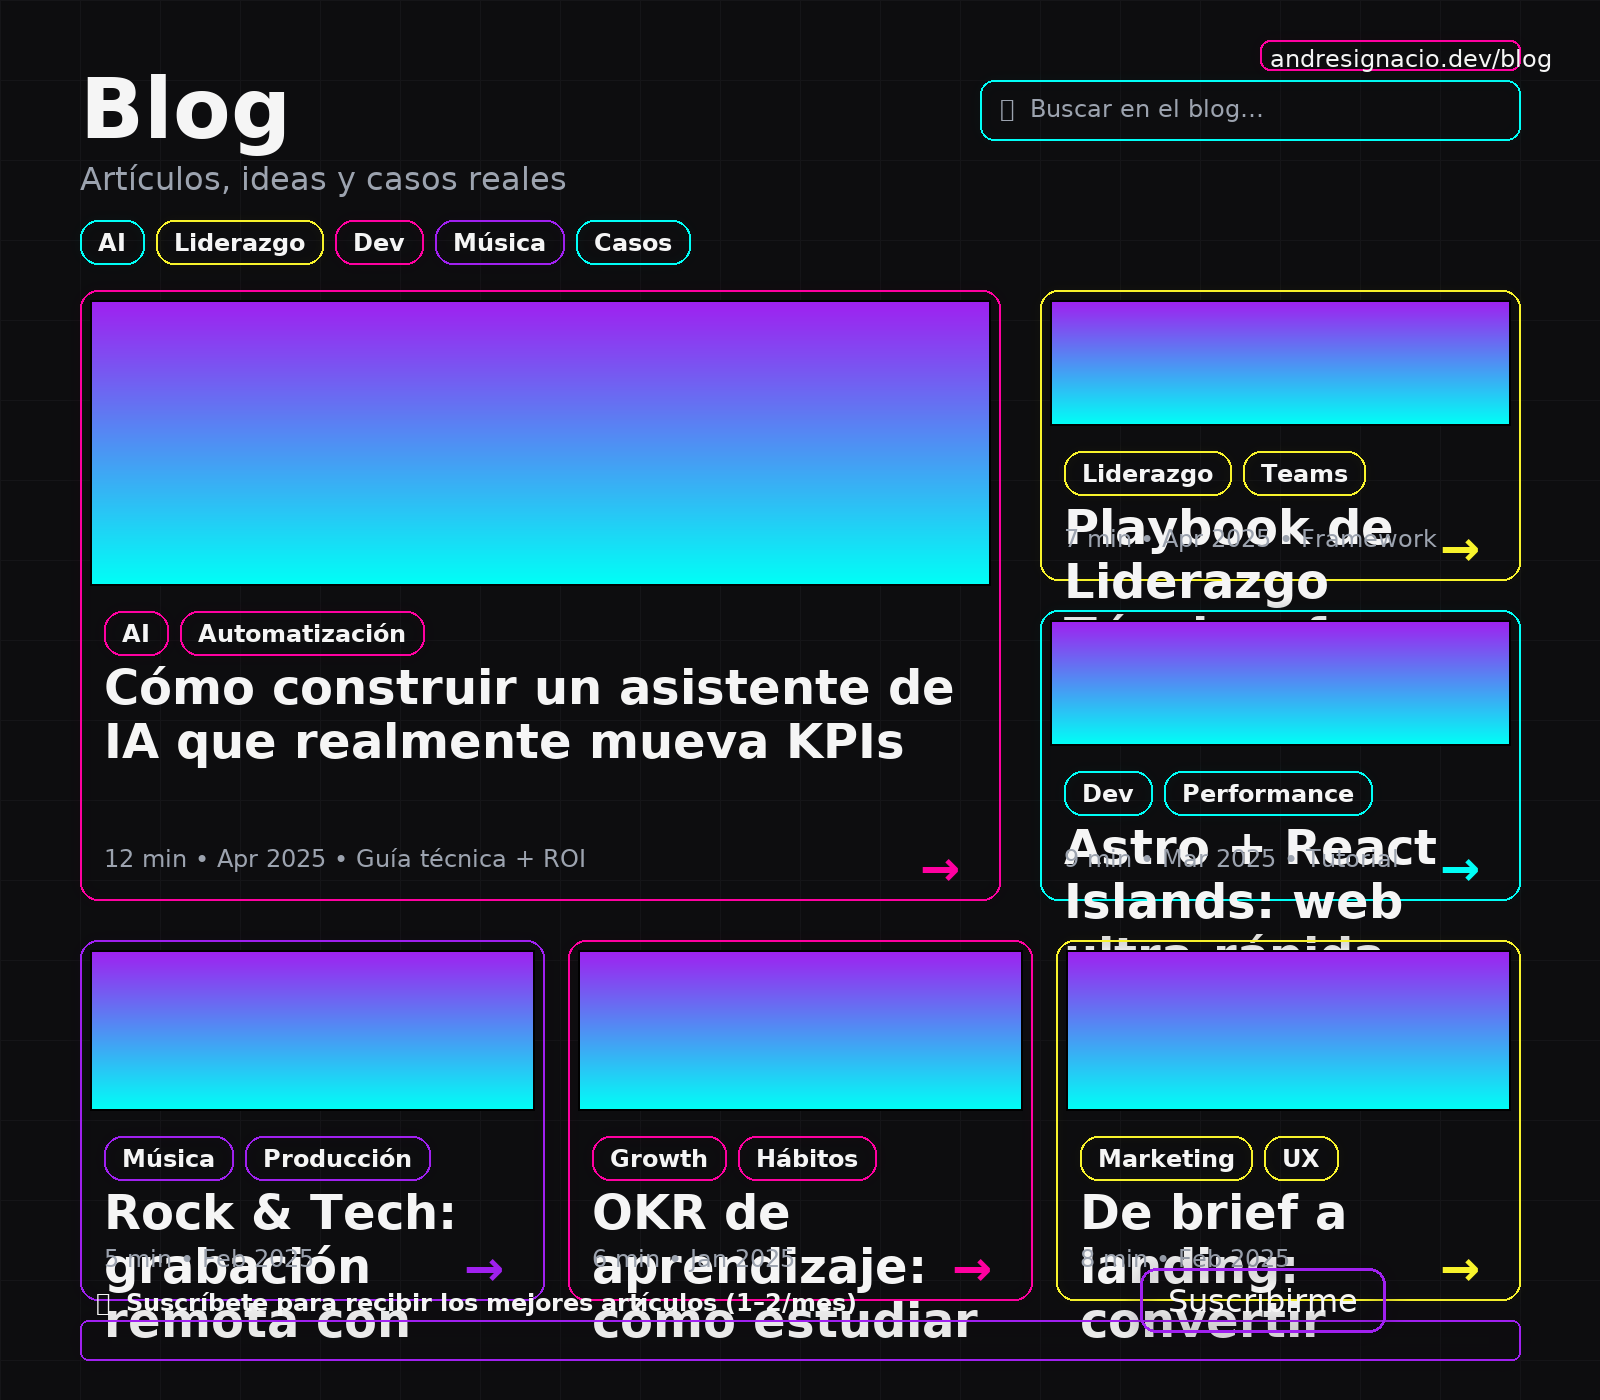 andresignacio.dev/blog
Blog
Buscar en el blog...
Artículos, ideas y casos reales
AI
Liderazgo
Dev
Música
Casos
AI
Automatización
Cómo construir un asistente de
IA que realmente mueva KPIs
12 min • Apr 2025 • Guía técnica + ROI
→
Liderazgo
Teams
Playbook de
Liderazgo
7 min • Apr 2025 • Framework
→
Dev
Performance
Astro + React
Islands: web
ultra-rápida
9 min • Mar 2025 • Tutorial
→
Música
Producción
Rock & Tech:
grabación
remota con
5 min • Feb 2025
→
Growth
Hábitos
OKR de
aprendizaje:
cómo estudiar
6 min • Jan 2025
→
Marketing
UX
De brief a
landing:
convertir
8 min • Feb 2025
→
Suscríbete para recibir los mejores artículos (1–2/mes)
Suscribirme